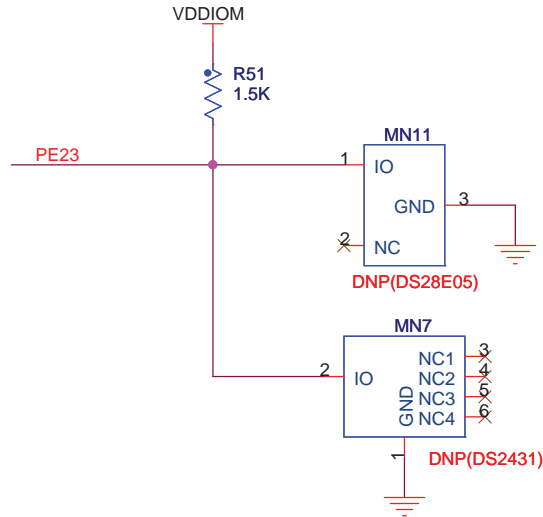 VDDIOM
R51
1.5K
PE23
MN11
1 IO
GND 3
2 NC
DNP(DS28E05)
MN7
2 IO
NC1 3
NC2 4
NC3 5
NC4 6
GND
1
DNP(DS2431)